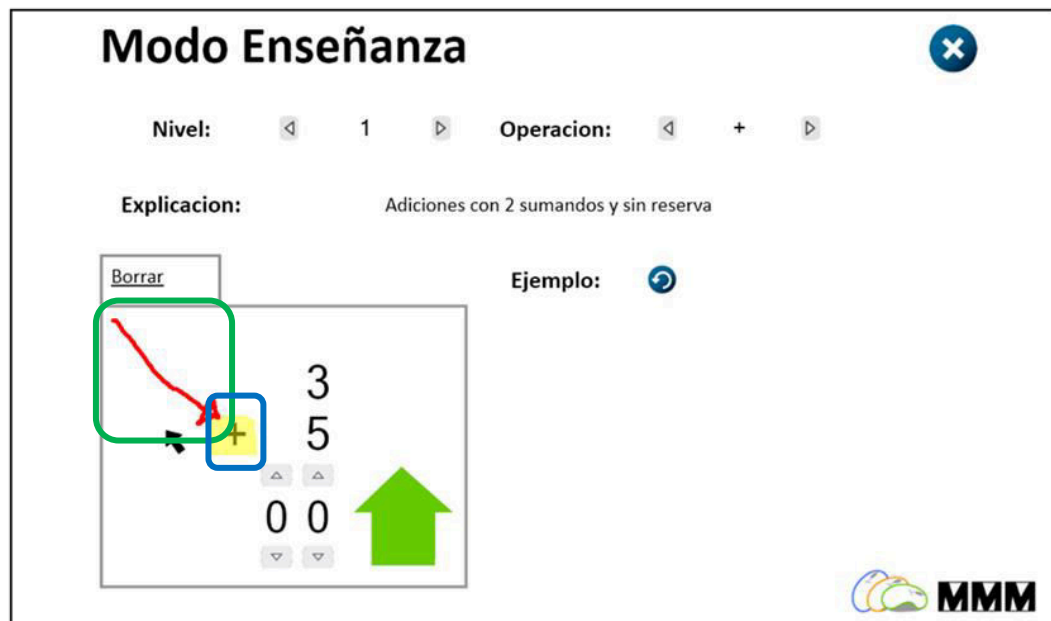 Modo Enseñanza
Nivel: 1 Operacion: +
Explicacion: Adiciones con 2 sumandos y sin reserva
Borrar
Ejemplo:
3
+ 5
0 0
MMM